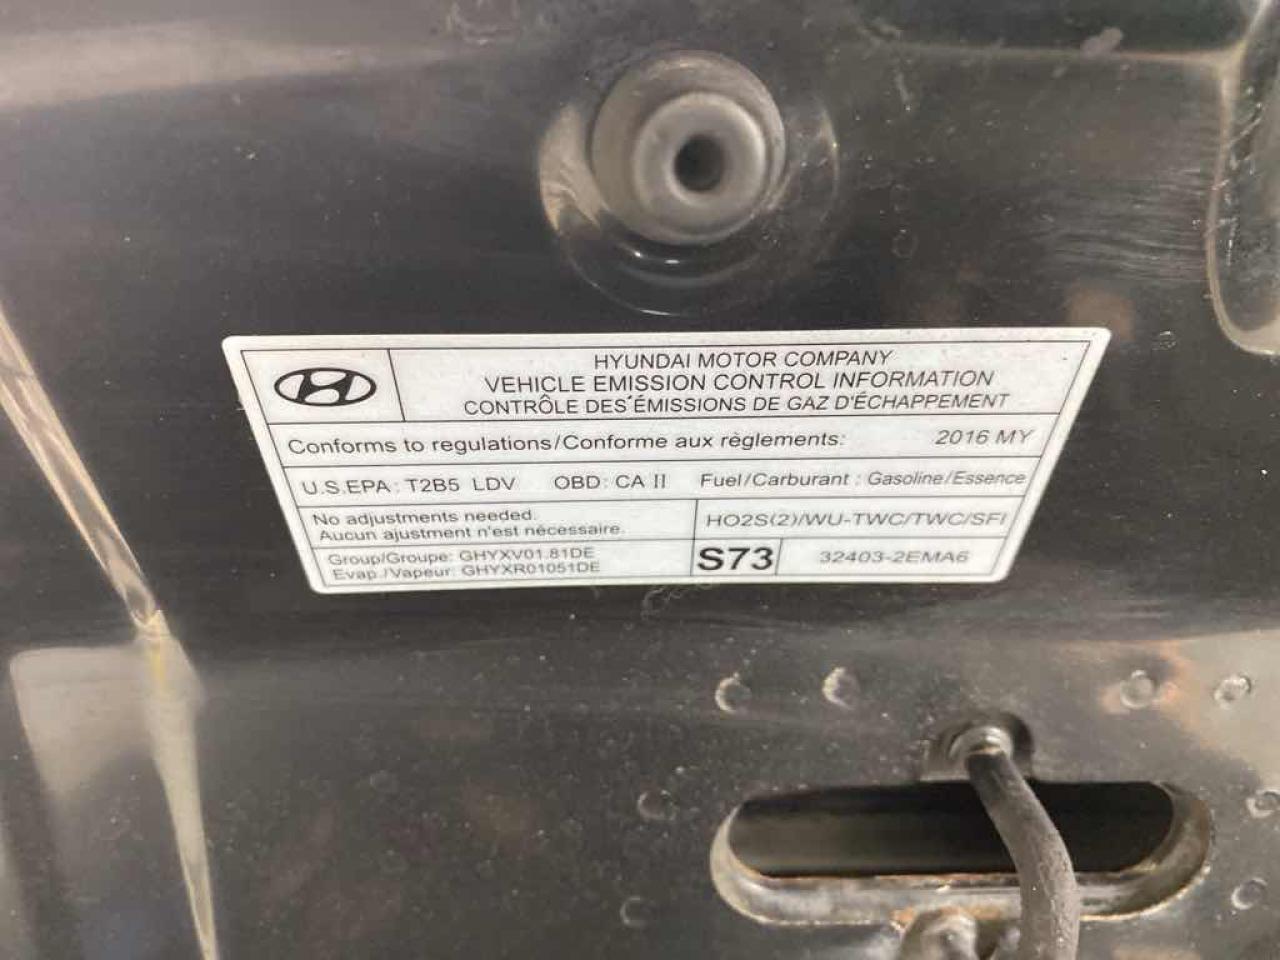 HYUNDAI MOTOR COMPANY
VEHICLE EMISSION CONTROL INFORMATION
CONTRÔLE DES ÉMISSIONS DE GAZ D'ÉCHAPPEMENT
Conforms to regulations/Conforme aux règlements: 2016 MY
U.S.EPA: T2B5 LDV OBD: CA II Fuel/Carburant: Gasoline/Essence
No adjustments needed.
Aucun ajustment n'est nécessaire.
HO2S(2)/WU-TWC/TWC/SFI
Group/Groupe: GHYXV01.81DE
Evap./Vapeur: GHYXR01051DE
S73
32403-2EMA6